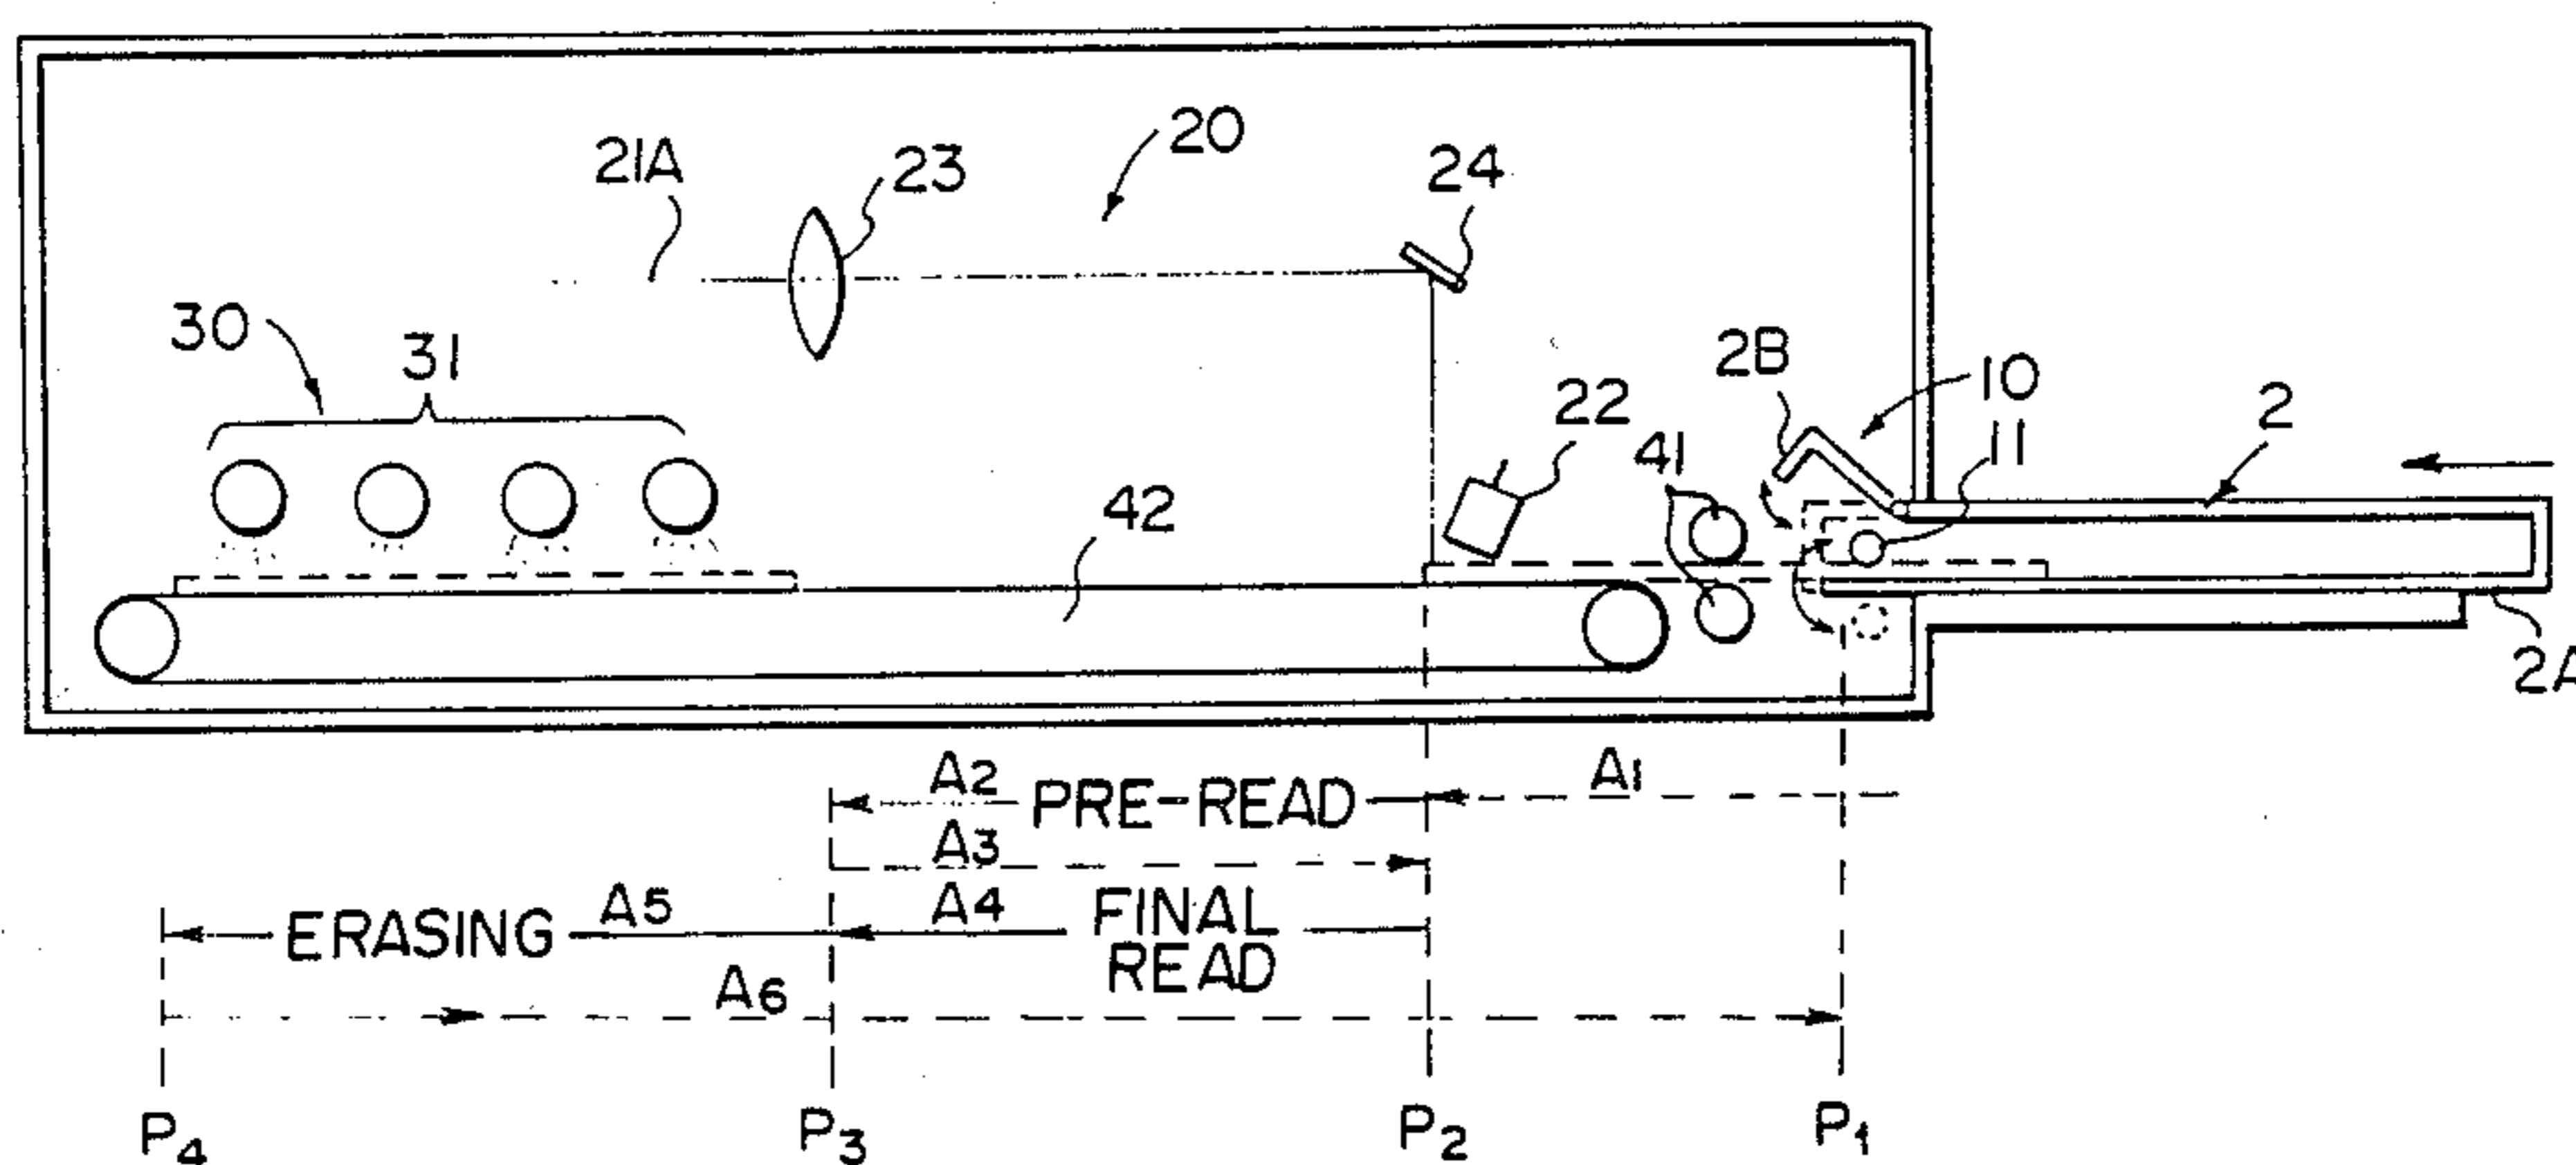 20
21A
23
24
30
31
2B
10
22
2
11
41
42
2A
A2
A1
PRE-READ
A3
A5
A4
FINAL
READ
ERASING
A6
P4
P3
P2
P1